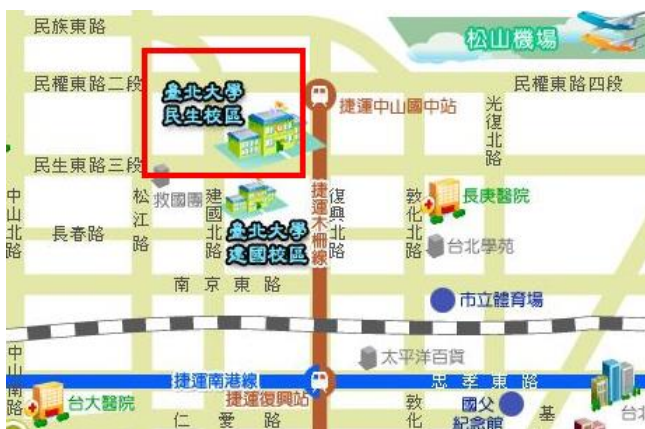 民族東路
松山機場
民權東路二段
民權東路四段
臺北大學
民生校區
捷運中山國中站
光復北路
民生東路三段
中山北路
松江路
救國團
建國北路
捷運木柵線
復興北路
敦化北路
長庚醫院
長春路
臺北大學
建國校區
台北學苑
南京東路
市立體育場
太平洋百貨
中山南路
捷運南港線
忠孝東路
捷運復興站
台大醫院
仁愛路
敦化
國父
紀念館
基
台北